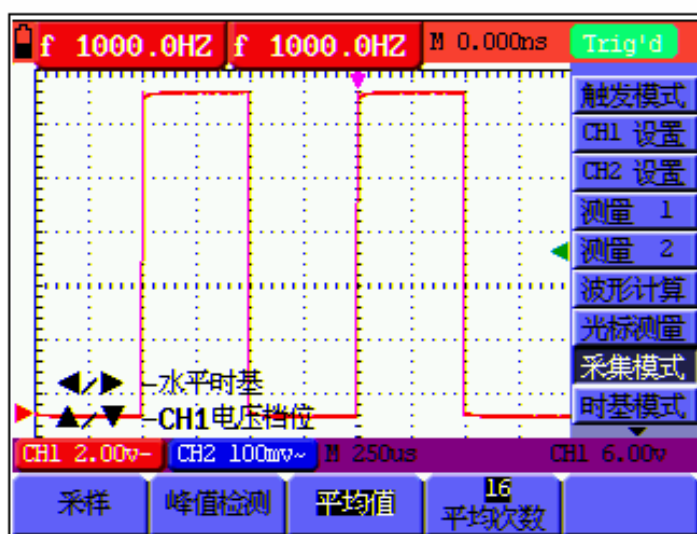 f 1000.0HZ f 1000.0HZ M 0.000ns Trig'd
触发模式
CH1 设置
CH2 设置
测量 1
测量 2
波形计算
光标测量
采集模式
时基模式
◀/▶ -水平时基
▲/▼ -CH1电压档位
CH1 2.00v- CH2 100mv~ M 250us CH1 6.00v
采样 峰值检测 平均值 16
平均次数